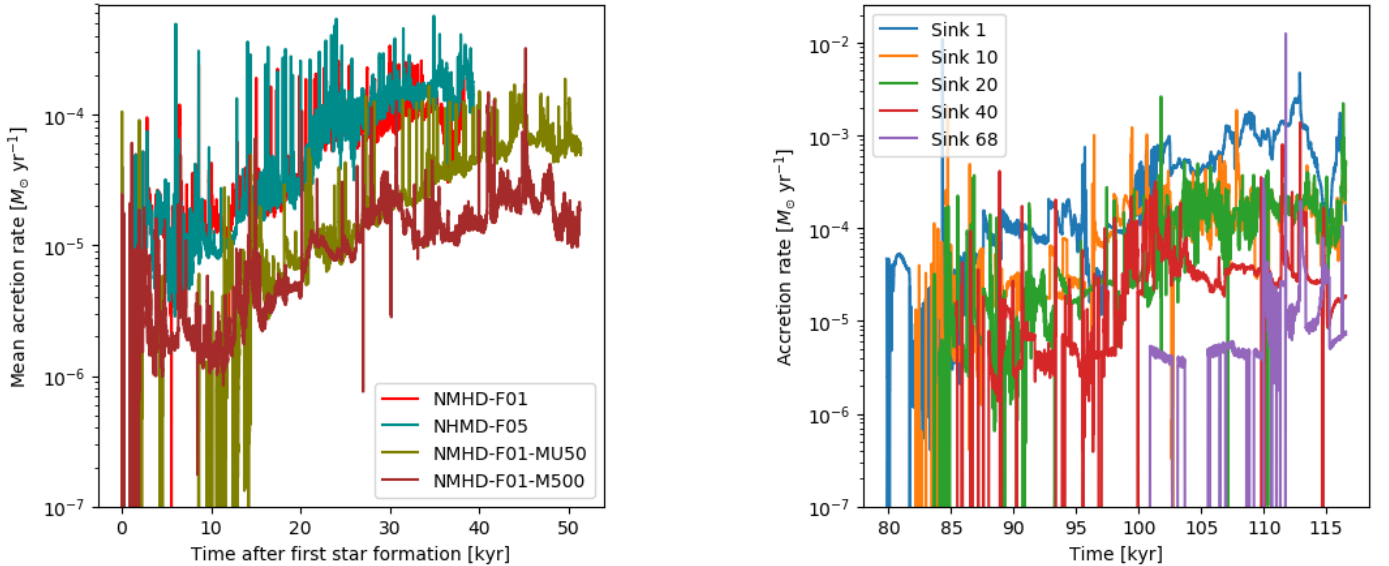 Mean acretion rate [M⊙ yr⁻¹]
10⁻⁴
10⁻⁵
10⁻⁶
10⁻⁷
NMHD-F01
NHMD-F05
NMHD-F01-MU50
NMHD-F01-M500
0 10 20 30 40 50
Time after first star formation [kyr]
Accretion rate [M⊙ yr⁻¹]
10⁻²
10⁻³
10⁻⁴
10⁻⁵
10⁻⁶
10⁻⁷
Sink 1
Sink 10
Sink 20
Sink 40
Sink 68
80 85 90 95 100 105 110 115
Time [kyr]